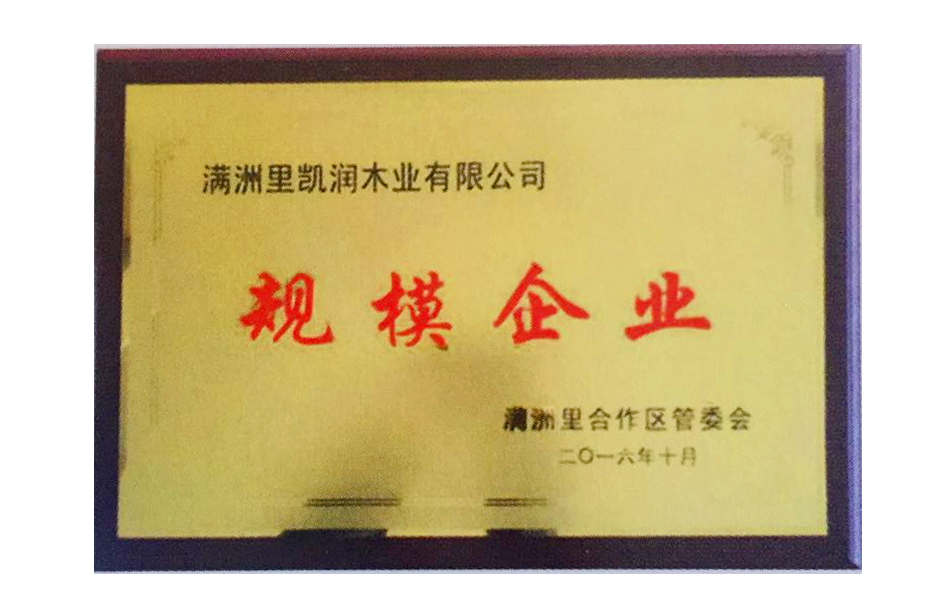 满洲里凯润木业有限公司
规模企业
满洲里合作区管委会
二〇一六年十月